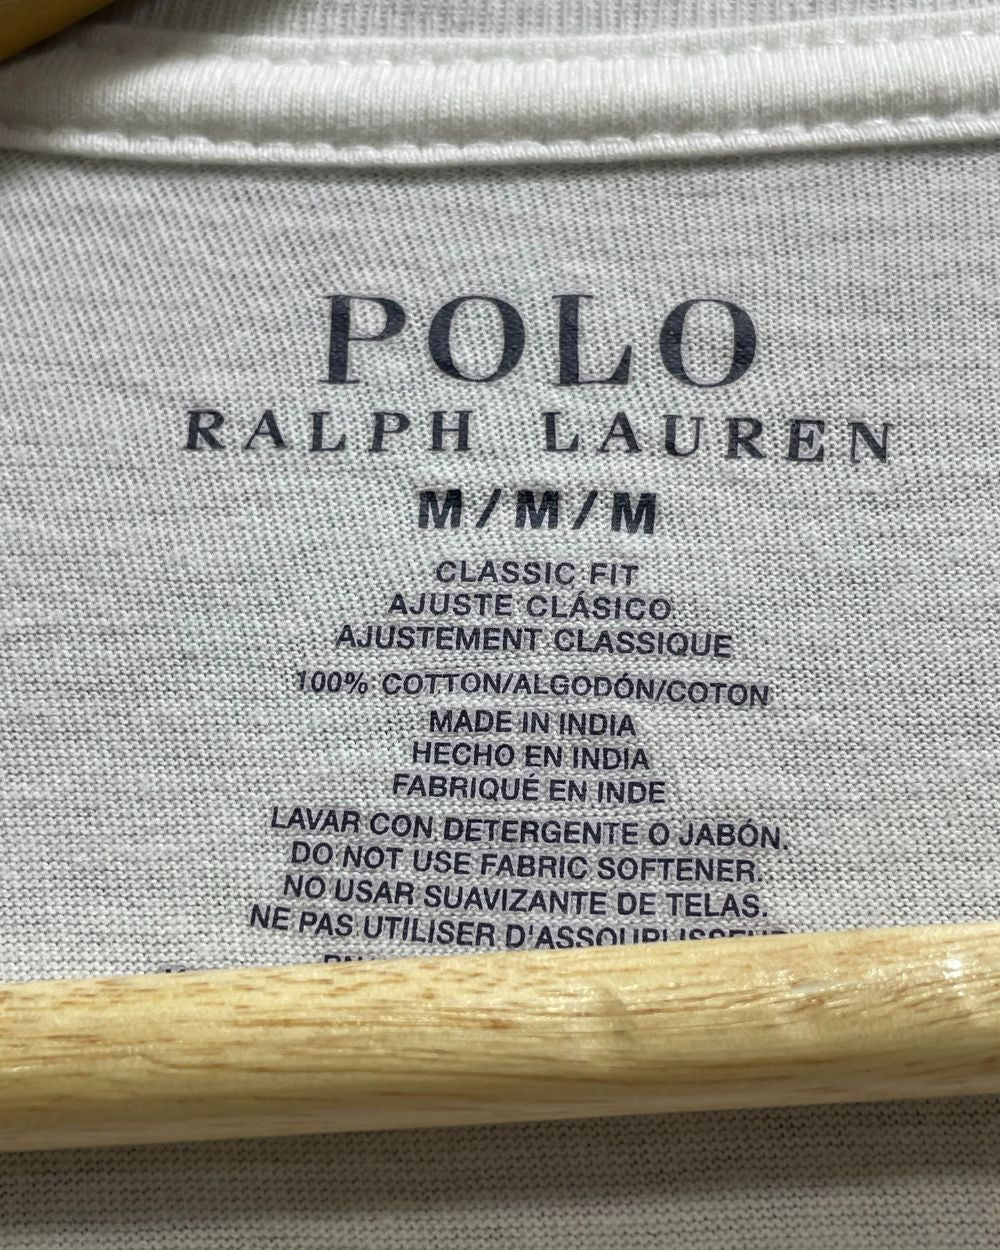 POLO
RALPH LAUREN
M/M/M
CLASSIC FIT
AJUSTE CLÁSICO
AJUSTEMENT CLASSIQUE
100% COTTON/ALGODÓN/COTON
MADE IN INDIA
HECHO EN INDIA
FABRIQUÉ EN INDE
LAVAR CON DETERGENTE O JABÓN.
DO NOT USE FABRIC SOFTENER.
NO USAR SUAVIZANTE DE TELAS.
NE PAS UTILISER D'ASSOUPLISSEUR